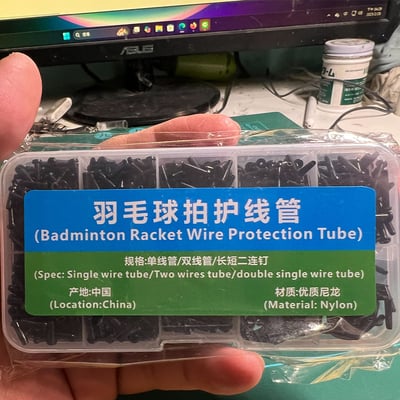 ASUS
羽毛球拍护线管
(Badminton Racket Wire Protection Tube)
规格:单线管/双线管/长短二连钉
(Spec: Single wire tube/Two wires tube/double single wire tube)
产地:中国
(Location:China)
材质:优质尼龙
(Material: Nylon)